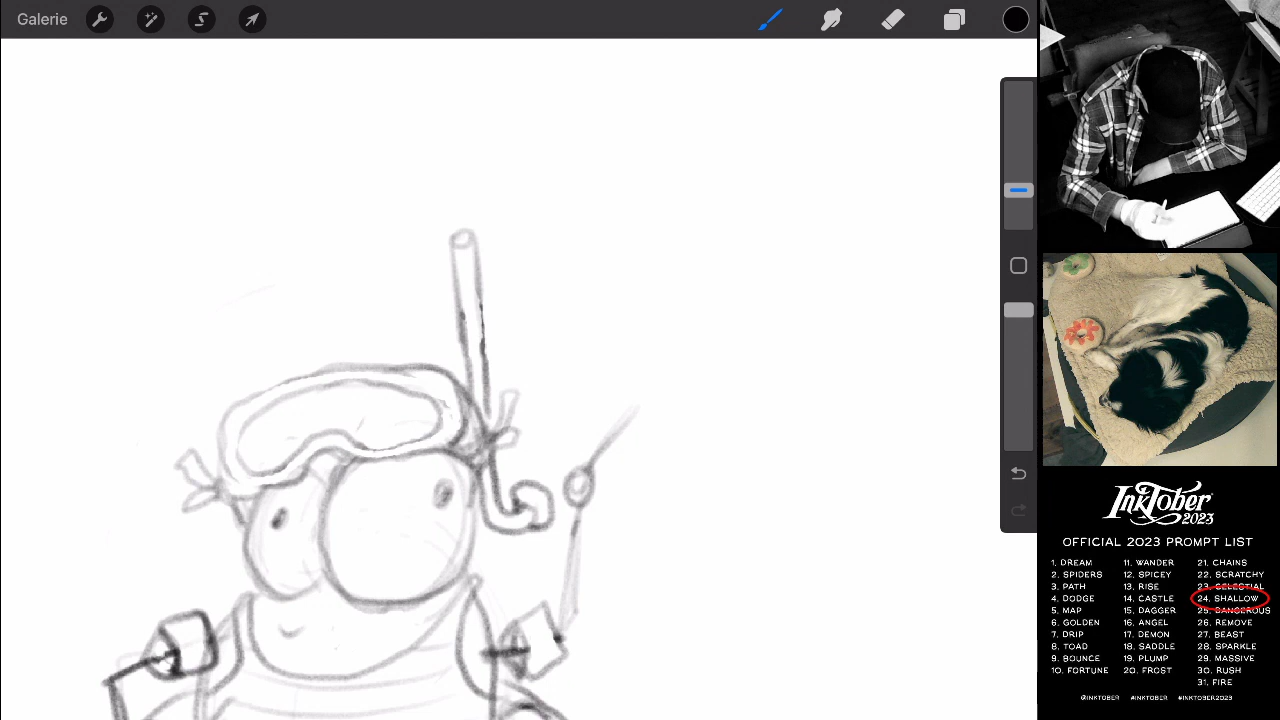 Galerie
INKTOBER
2023
OFFICIAL 2023 PROMPT LIST
1. DREAM
2. SPIDERS
3. PATH
4. DODGE
5. MAP
6. GOLDEN
7. DRIP
8. TOAD
9. BOUNCE
10. FORTUNE
11. WANDER
12. SPICEY
13. RISE
14. CASTLE
15. DAGGER
16. ANGEL
17. DEMON
18. SADDLE
19. PLUMP
20. FROST
21. CHAINS
22. SCRATCHY
23. CELESTIAL
24. SHALLOW
25. DANGEROUS
26. REMOVE
27. BEAST
28. SPARKLE
29. MASSIVE
30. RUSH
31. FIRE
@INKTOBER #INKTOBER #INKTOBER2023